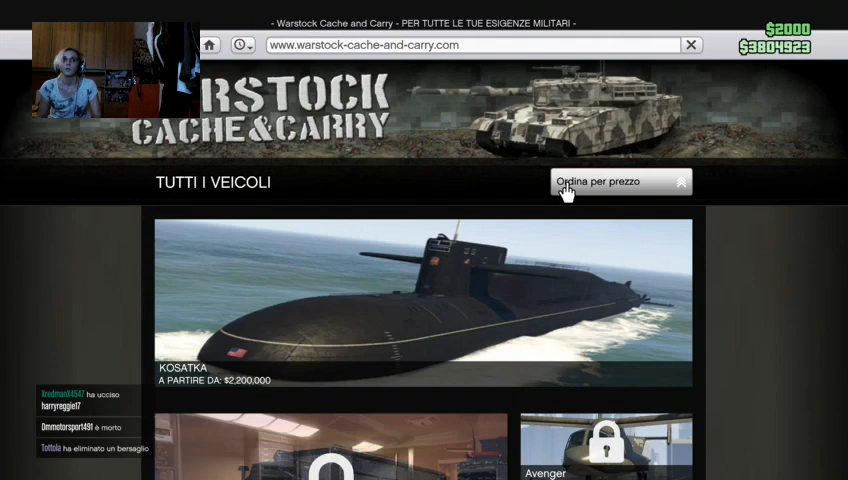 - Warstock Cache and Carry - PER TUTTE LE TUE ESIGENZE MILITARI -
$2000
www.warstock-cache-and-carry.com
$3804923
RSTOCK
CACHE&CARRY
TUTTI I VEICOLI
Ordina per prezzo
KOSATKA
A PARTIRE DA: $2,200,000
XredmanX4547 ha ucciso
harryreggie17
Dmmotorsport491 è morto
Tottola ha eliminato un bersaglio
Avenger